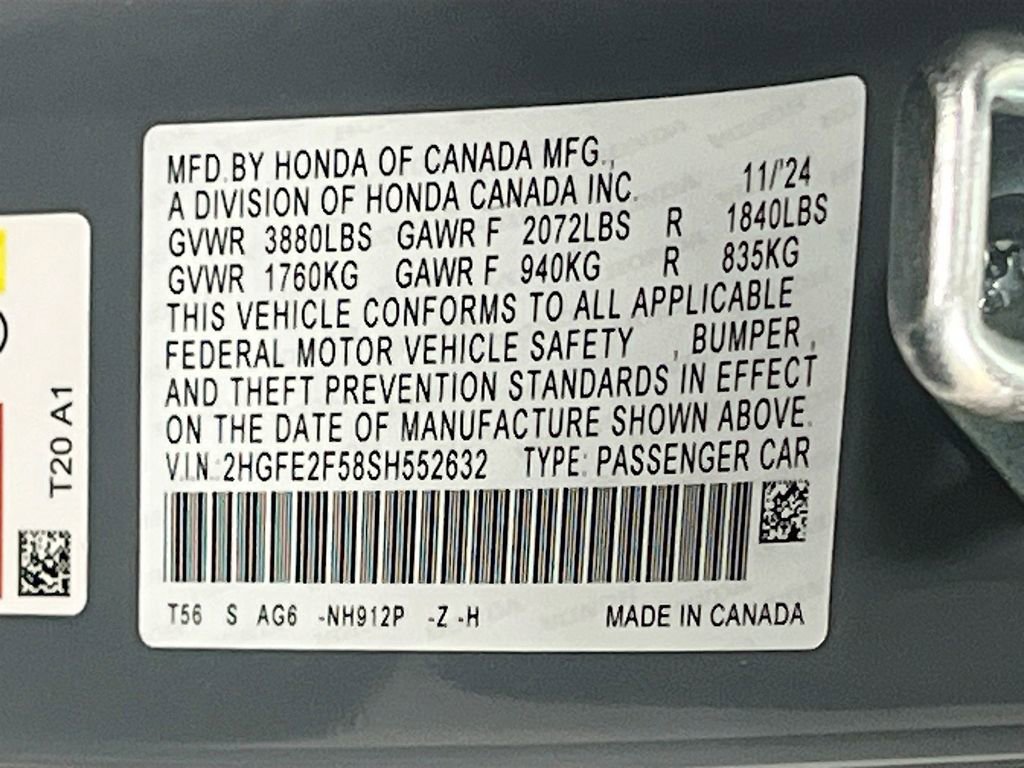 MFD.BY HONDA OF CANADA MFG.,
A DIVISION OF HONDA CANADA INC. 11/'24
GVWR 3880LBS GAWR F 2072LBS R 1840LBS
GVWR 1760KG GAWR F 940KG R 835KG
THIS VEHICLE CONFORMS TO ALL APPLICABLE
FEDERAL MOTOR VEHICLE SAFETY , BUMPER ,
AND THEFT PREVENTION STANDARDS IN EFFECT
ON THE DATE OF MANUFACTURE SHOWN ABOVE.
V.I.N.:2HGFE2F58SH552632 TYPE: PASSENGER CAR
T56 S AG6 -NH912P -Z -H MADE IN CANADA
T20 A1